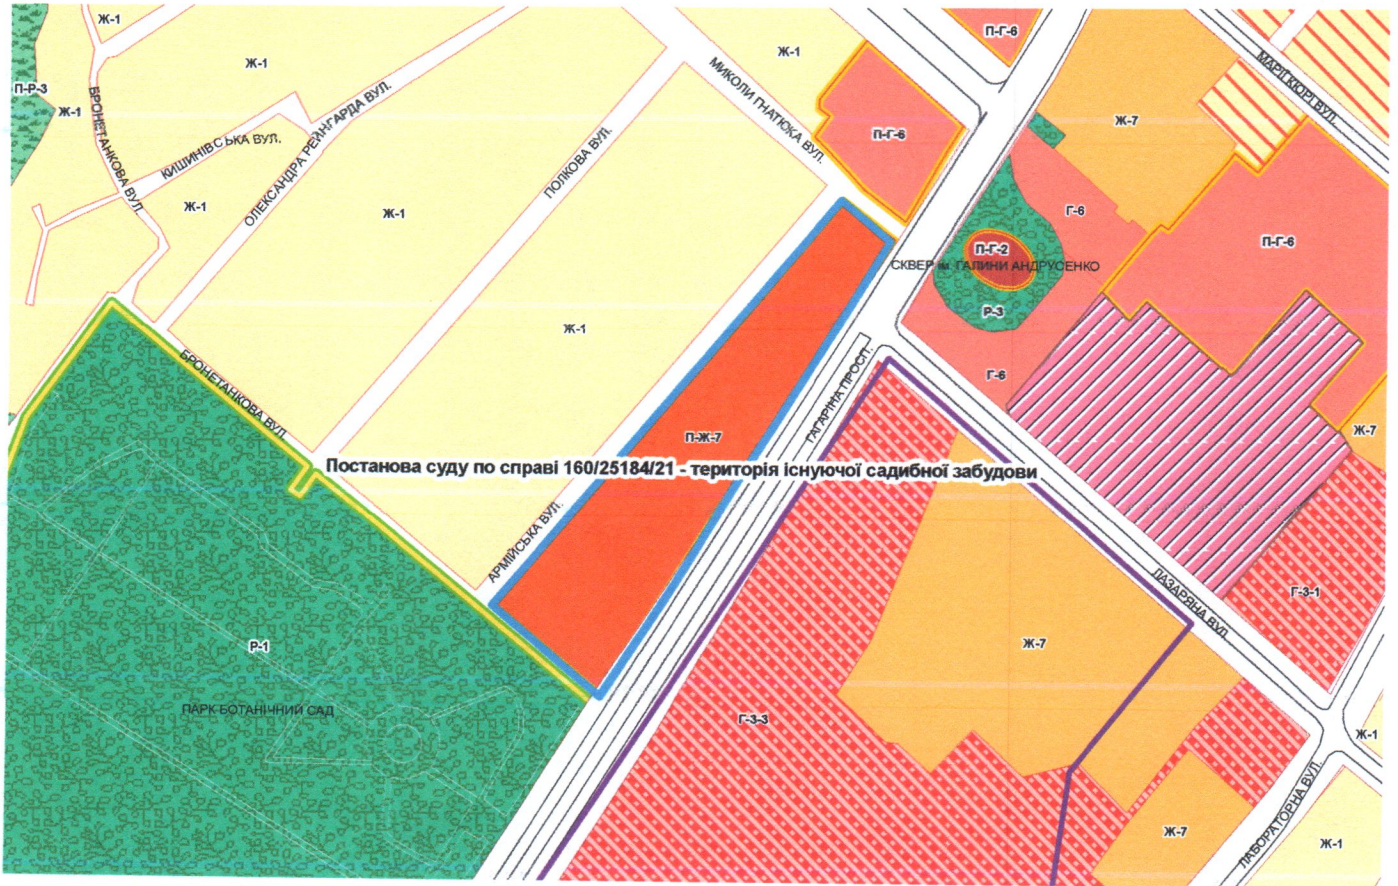 Ж-1
П-Г-6
Ж-1
Ж-1
МАРІЇ КЮРІ ВУЛ.
П-Р-3
Ж-1
БРОНЕТАНКОВА ВУЛ.
МИКОЛИ ГНАТЮКА ВУЛ.
ОЛЕКСАНДРА РЕЙНГАРДА ВУЛ.
П-Г-6
Ж-7
КИШИНІВСЬКА ВУЛ.
ПОЛКОВА ВУЛ.
Ж-1
Ж-1
Г-6
П-Г-6
П-Г-2
СКВЕР ім. ГАЛИНИ АНДРУСЕНКО
Р-3
Ж-1
БРОНЕТАНКОВА ВУЛ.
ГАГАРІНА ПРОСП.
Г-6
П-Ж-7
Ж-7
Постанова суду по справі 160/25184/21 - територія існуючої садибної забудови
АРМІЙСЬКА ВУЛ.
ЛАЗАРЯНА ВУЛ.
Г-3-1
Р-1
Ж-7
ПАРК БОТАНІЧНИЙ САД
Г-3-3
Ж-1
ЛАБОРАТОРНА ВУЛ.
Ж-7
Ж-1